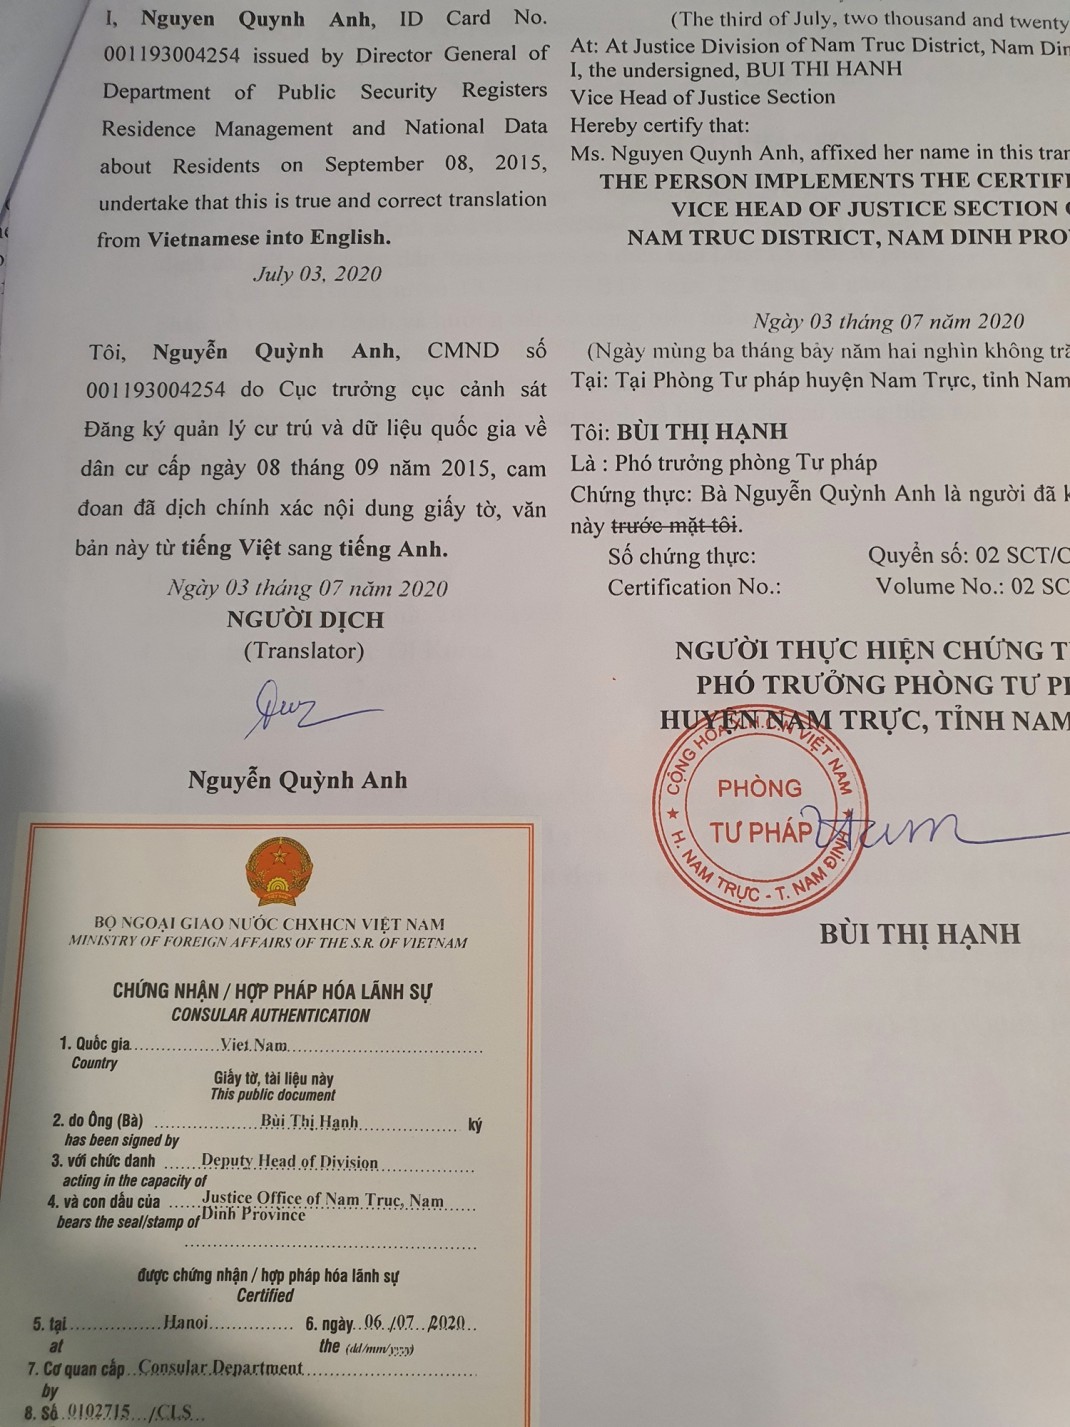 I, Nguyen Quynh Anh, ID Card No.
001193004254 issued by Director General of
Department of Public Security Registers
Residence Management and National Data
about Residents on September 08, 2015,
undertake that this is true and correct translation
from Vietnamese into English.
July 03, 2020
Tôi, Nguyễn Quỳnh Anh, CMND số
001193004254 do Cục trưởng cục cảnh sát
Đăng ký quản lý cư trú và dữ liệu quốc gia về
dân cư cấp ngày 08 tháng 09 năm 2015, cam
đoan đã dịch chính xác nội dung giấy tờ, văn
bản này từ tiếng Việt sang tiếng Anh.
Ngày 03 tháng 07 năm 2020
NGƯỜI DỊCH
(Translator)
Nguyễn Quỳnh Anh
(The third of July, two thousand and twenty
At: At Justice Division of Nam Truc District, Nam Din
I, the undersigned, BUI THI HANH
Vice Head of Justice Section
Hereby certify that:
Ms. Nguyen Quynh Anh, affixed her name in this tran
THE PERSON IMPLEMENTS THE CERTIFI
VICE HEAD OF JUSTICE SECTION
NAM TRUC DISTRICT, NAM DINH PRO
Ngày 03 tháng 07 năm 2020
(Ngày mùng ba tháng bảy năm hai nghìn không tră
Tại: Tại Phòng Tư pháp huyện Nam Trực, tỉnh Nam
Tôi: BÙI THỊ HẠNH
Là : Phó trưởng phòng Tư pháp
Chứng thực: Bà Nguyễn Quỳnh Anh là người đã k
này trước mặt tôi.
Số chứng thực: Quyển số: 02 SCT/C
Certification No.: Volume No.: 02 SC
NGƯỜI THỰC HIỆN CHỨNG T
PHÓ TRƯỞNG PHÒNG TƯ P
HUYỆN NAM TRỰC, TỈNH NAM
CỘNG HÒA X.H.C.N VIỆT NAM
PHÒNG
TƯ PHÁP
H. NAM TRỰC - T. NAM ĐỊNH
BÙI THỊ HẠNH
BỘ NGOẠI GIAO NƯỚC CHXHCN VIỆT NAM
MINISTRY OF FOREIGN AFFAIRS OF THE S.R. OF VIETNAM
CHỨNG NHẬN / HỢP PHÁP HÓA LÃNH SỰ
CONSULAR AUTHENTICATION
1. Quốc gia Viet Nam
Country
Giấy tờ, tài liệu này
This public document
2. do Ông (Bà) Bùi Thị Hạnh ký
has been signed by
3. với chức danh Deputy Head of Division
acting in the capacity of
4. và con dấu của Justice Office of Nam Truc, Nam
bears the seal/stamp of Dinh Province
được chứng nhận / hợp pháp hóa lãnh sự
Certified
5. tại Hanoi 6. ngày 06/07/2020
at the (dd/mm/yyyy)
7. Cơ quan cấp Consular Department
by
8. Số 0102715 /CLS